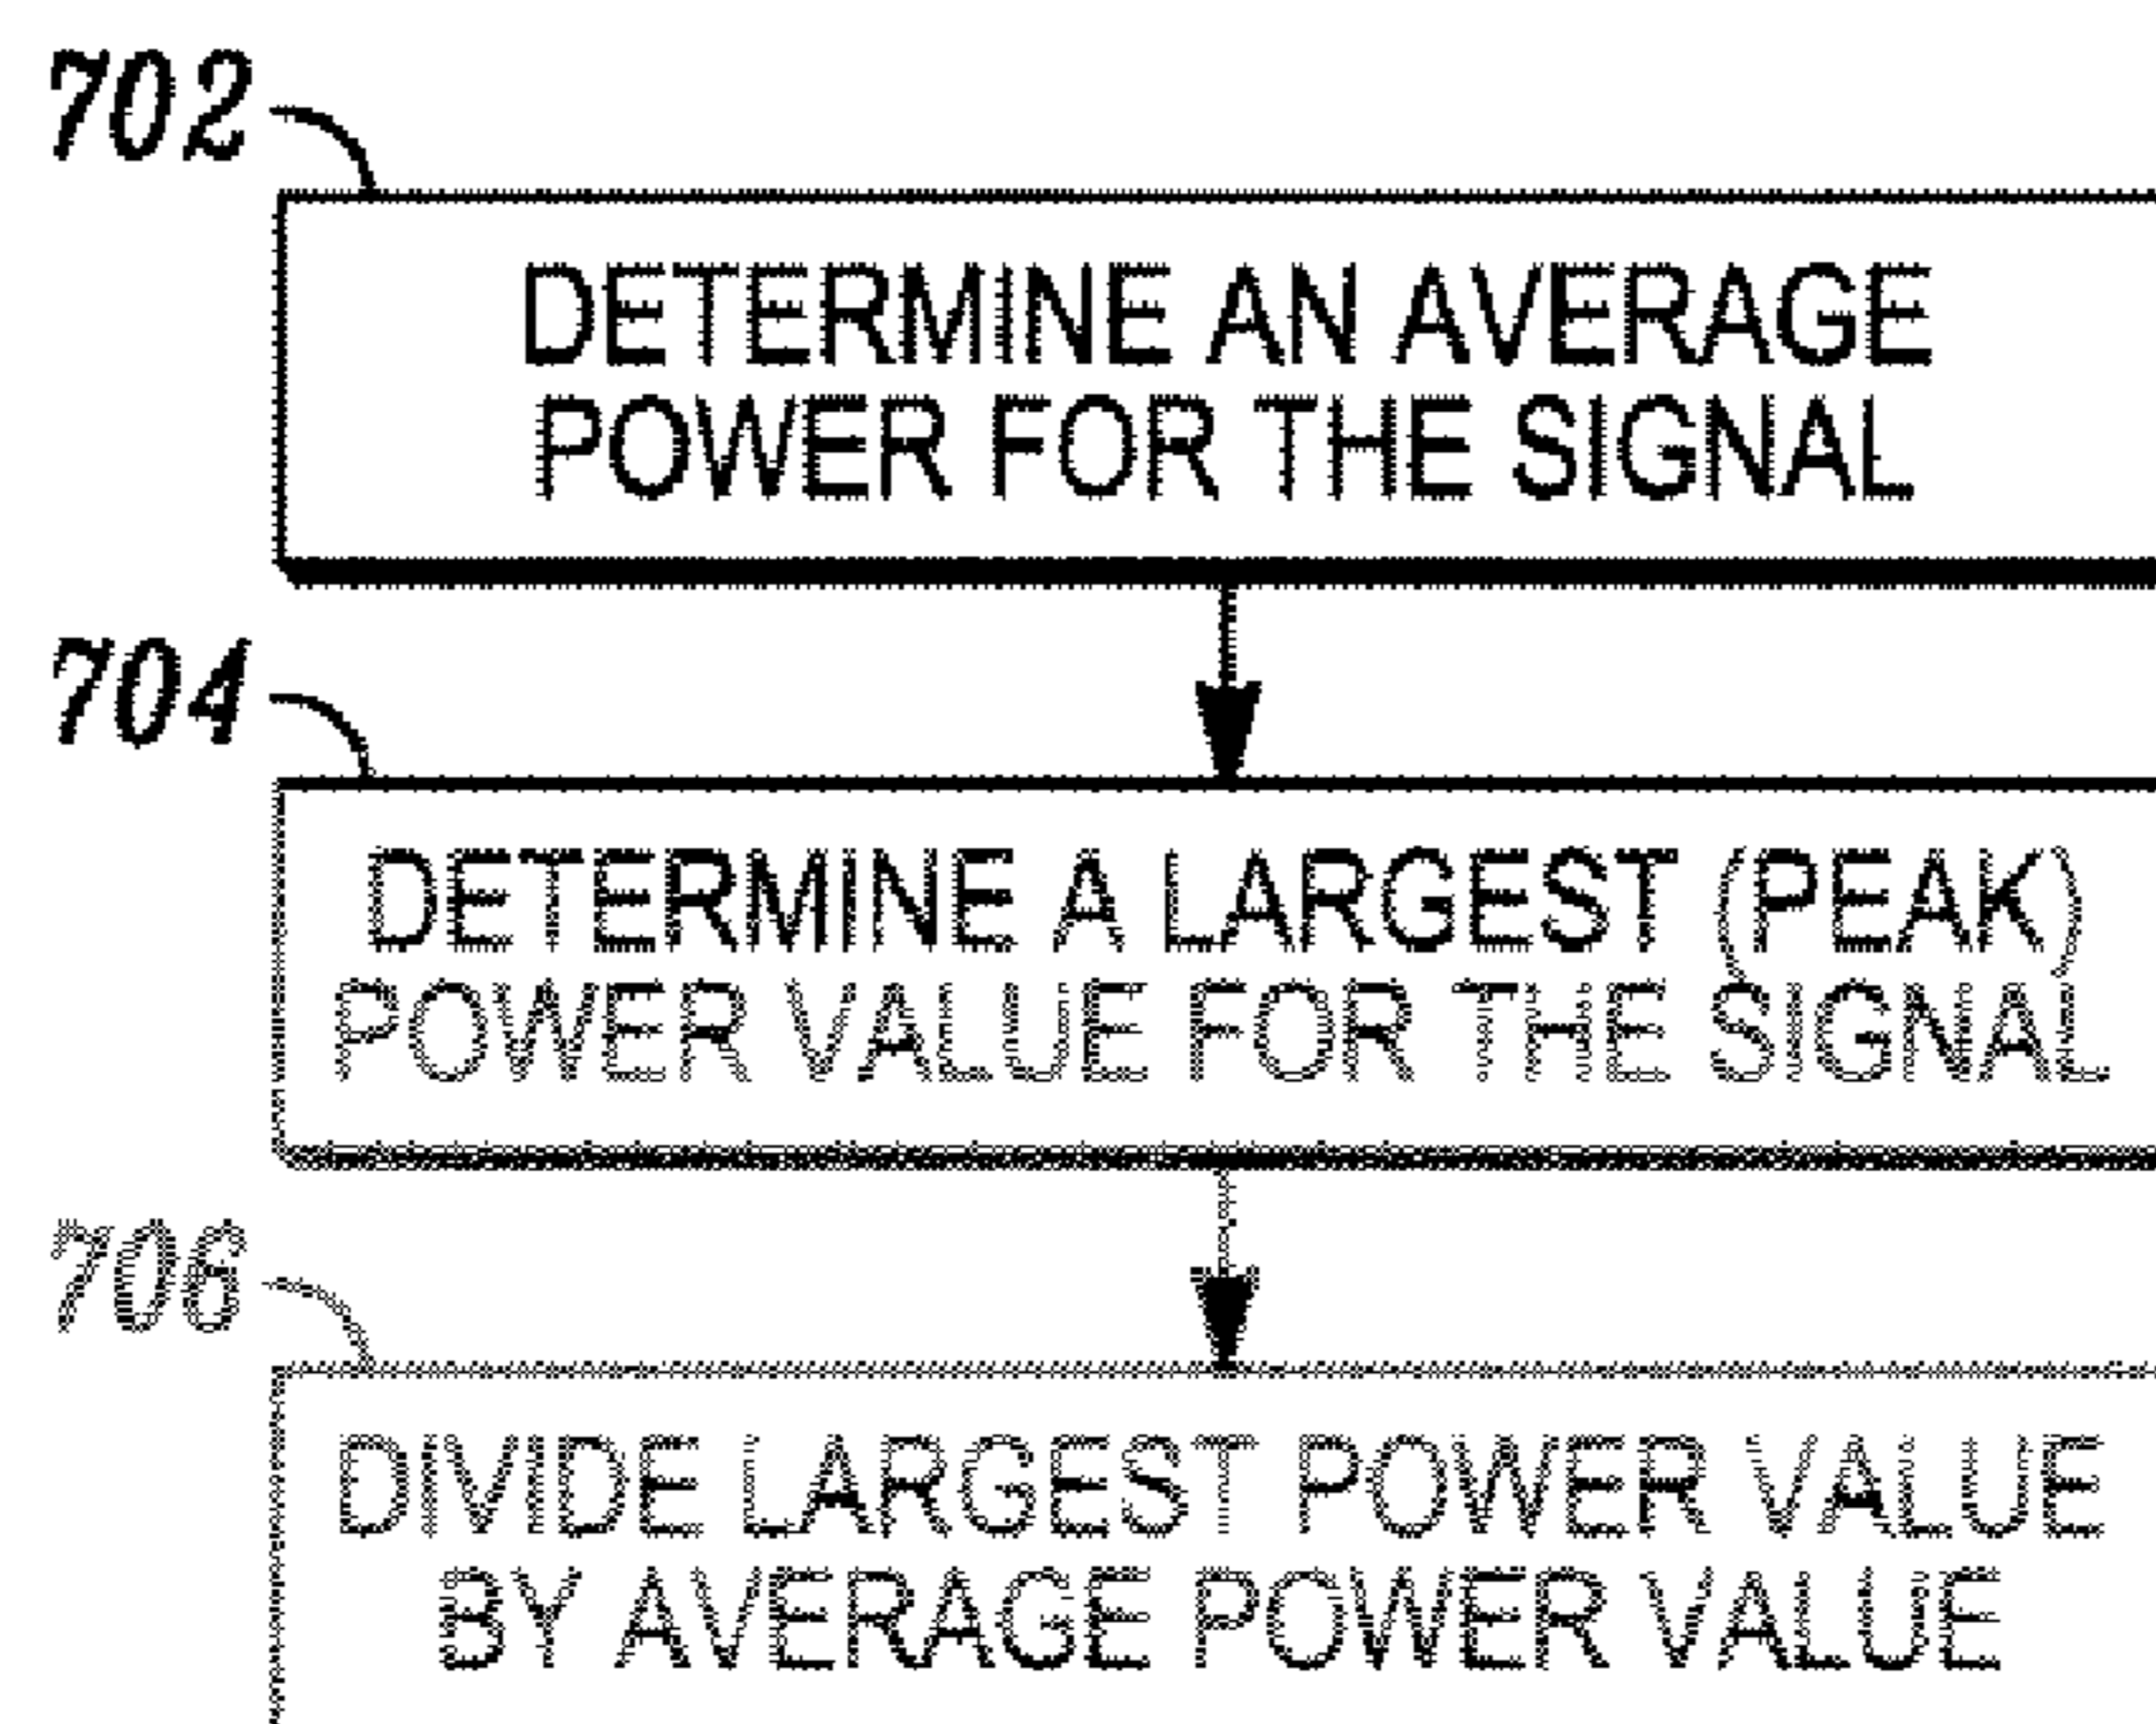 702
DETERMINE AN AVERAGE
POWER FOR THE SIGNAL
704
DETERMINE A LARGEST (PEAK)
POWER VALUE FOR THE SIGNAL
706
DIVIDE LARGEST POWER VALUE
BY AVERAGE POWER VALUE